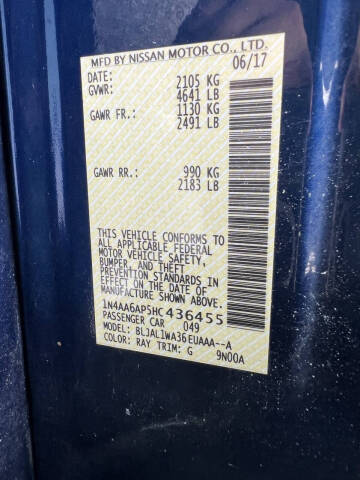 MFD BY NISSAN MOTOR CO., LTD.
DATE: 06/17
GVWR: 2105 KG
4641 LB
GAWR FR.: 1130 KG
2491 LB
GAWR RR.: 990 KG
2183 LB
THIS VEHICLE CONFORMS TO
ALL APPLICABLE FEDERAL
MOTOR VEHICLE SAFETY,
BUMPER, AND THEFT
PREVENTION STANDARDS IN
EFFECT ON THE DATE OF
MANUFACTURE SHOWN ABOVE.
1N4AA6AP5HC436455
PASSENGER CAR 049
MODEL: BLJAL1WA36EUAAA--A
COLOR: RAY TRIM: G 9N00A